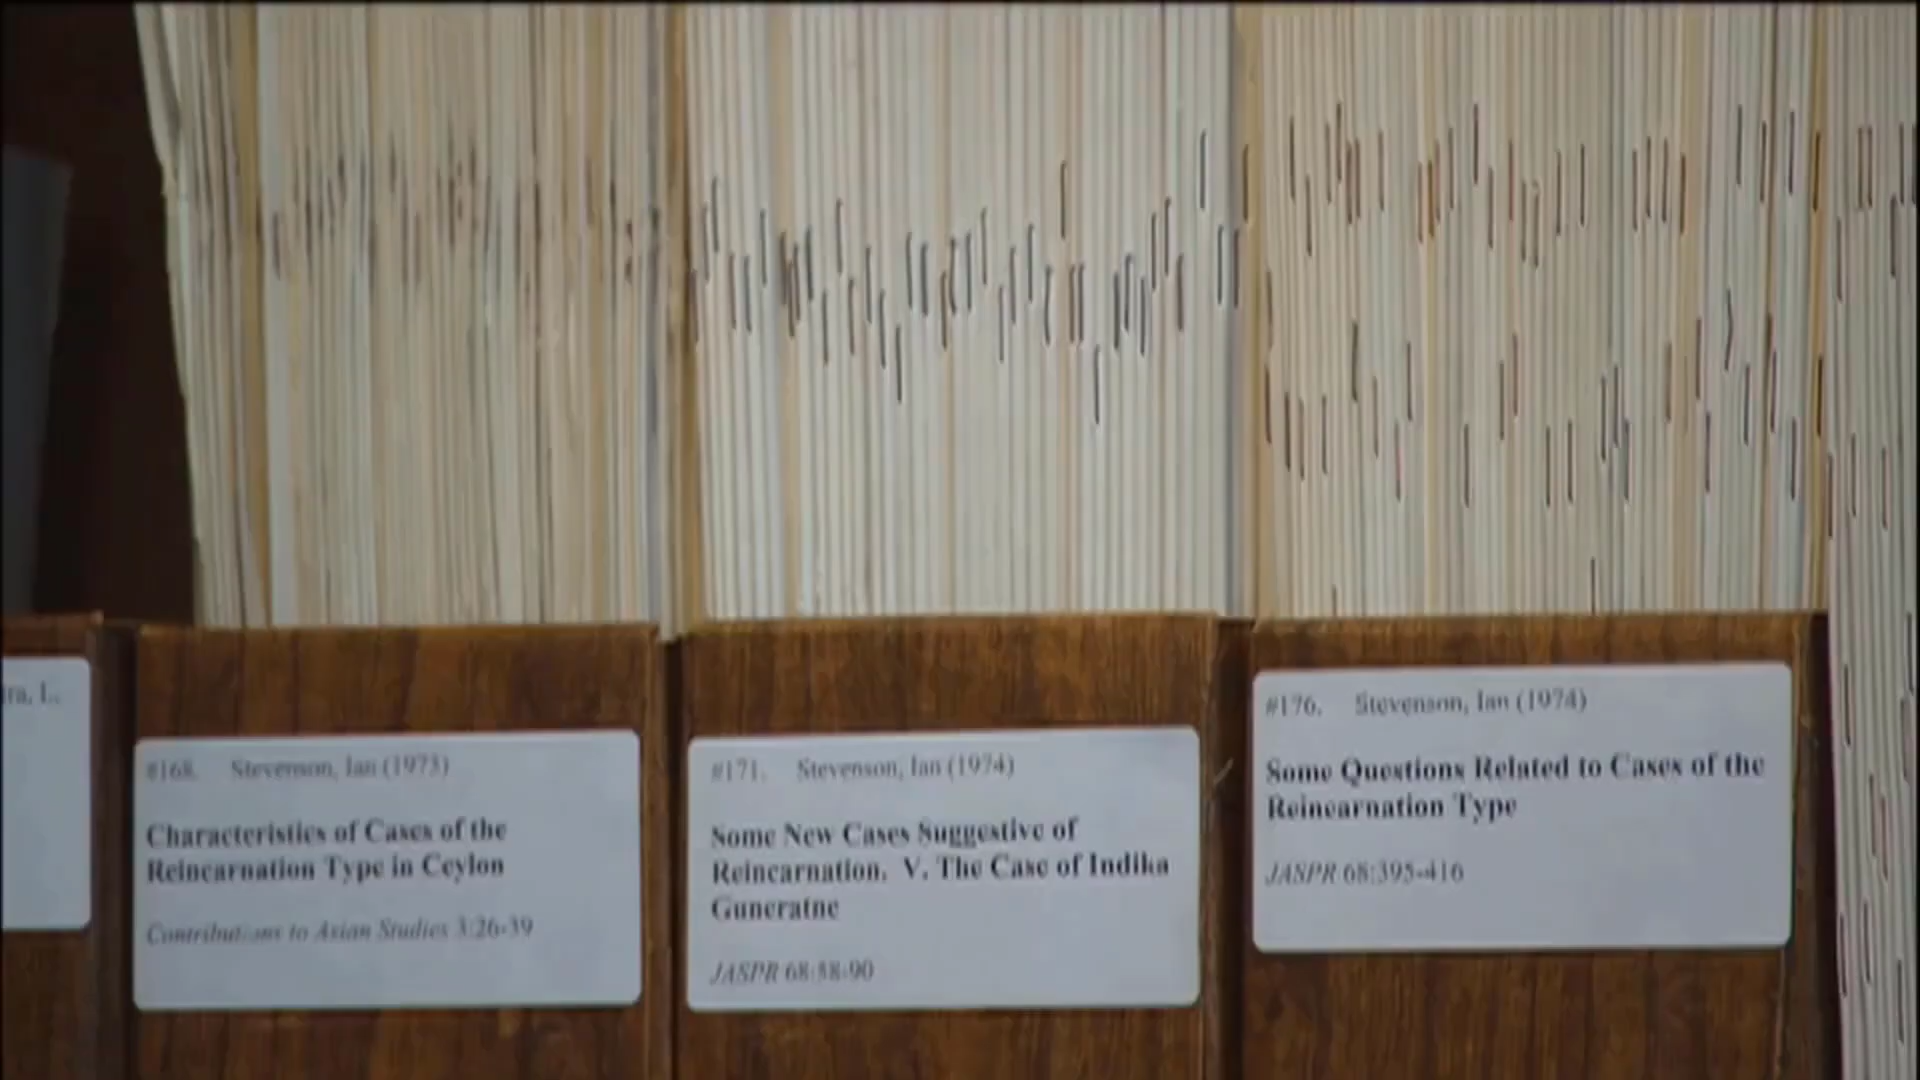 ira, I..
#168. Stevenson, Ian (1973)
Characteristics of Cases of the
Reincarnation Type in Ceylon
Contributions to Asian Studies 3:26-39
#171. Stevenson, Ian (1974)
Some New Cases Suggestive of
Reincarnation. V. The Case of Indika
Guneratne
JASPR 68:58-90
#176. Stevenson, Ian (1974)
Some Questions Related to Cases of the
Reincarnation Type
JASPR 68:395-416